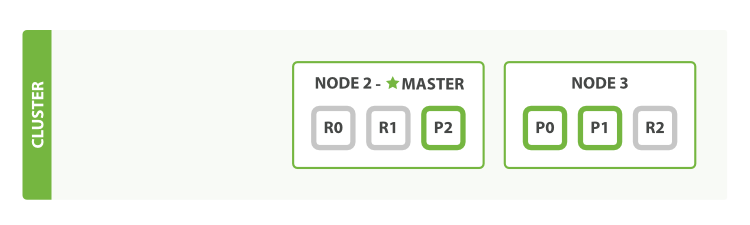 CLUSTER
NODE 2 - ★ MASTER
R0 R1 P2
NODE 3
P0 P1 R2